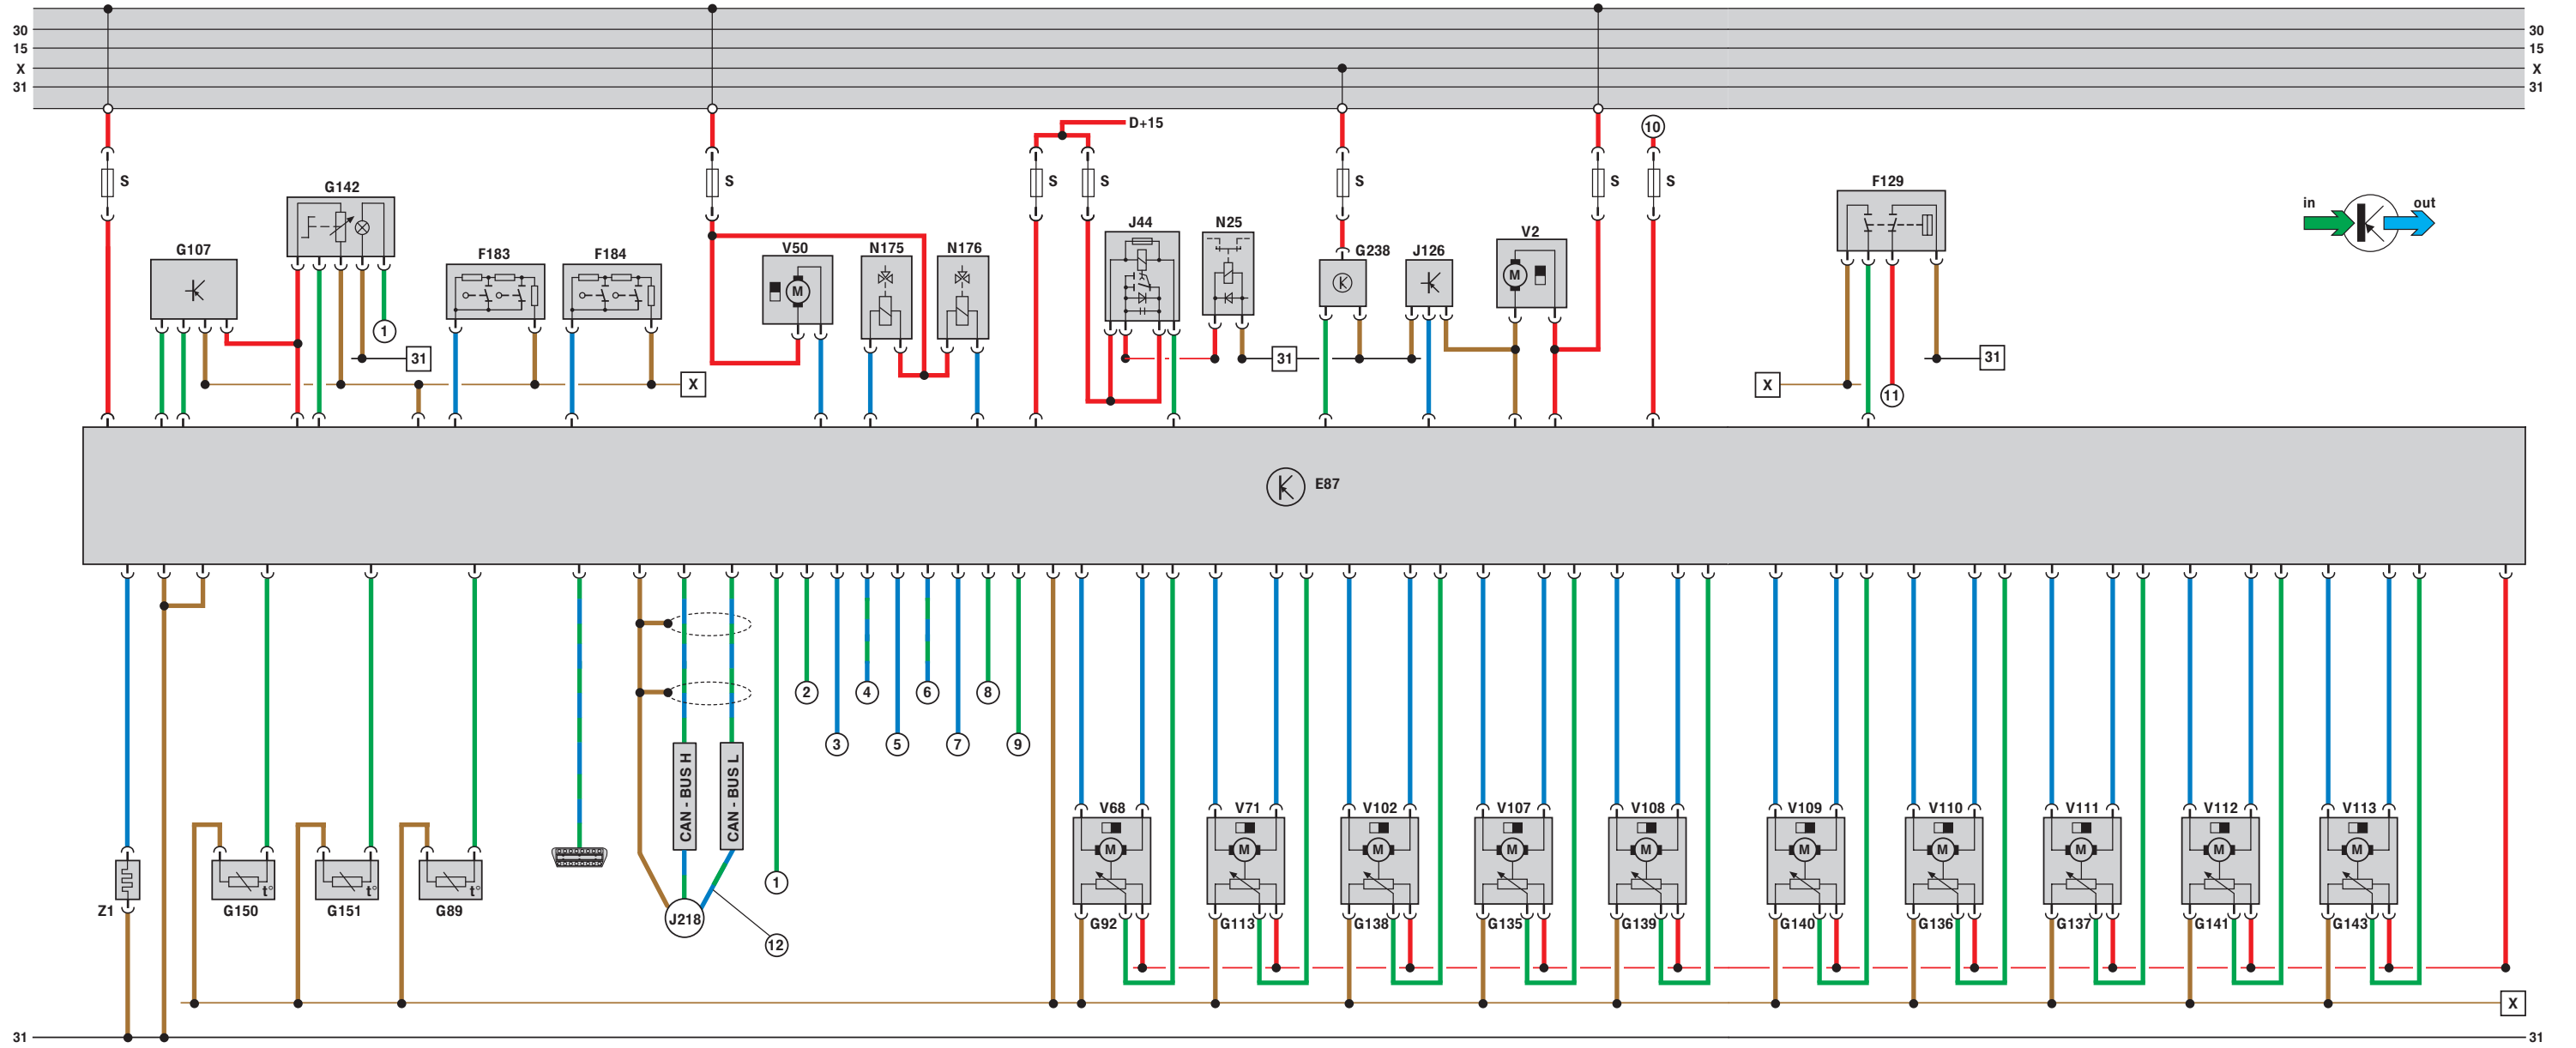 30 30
15 15
X X
31 31
D+15
10
S S S S S S S
G142 F129
in out
J44 N25
V2
G107 F183 F184 V50 N175 N176 G238 J126
M
M
1
31 31 31
X X
11
E87
2 4 6 8
3 5 7 9
CAN - BUS H CAN - BUS L
V68 V71 V102 V107 V108 V109 V110 V111 V112 V113
M M M M M M M M M M
1
t° t° t°
Z1 G150 G151 G89
J218
G92 G113 G138 G135 G139 G140 G136 G137 G141 G143
12
X
31 31